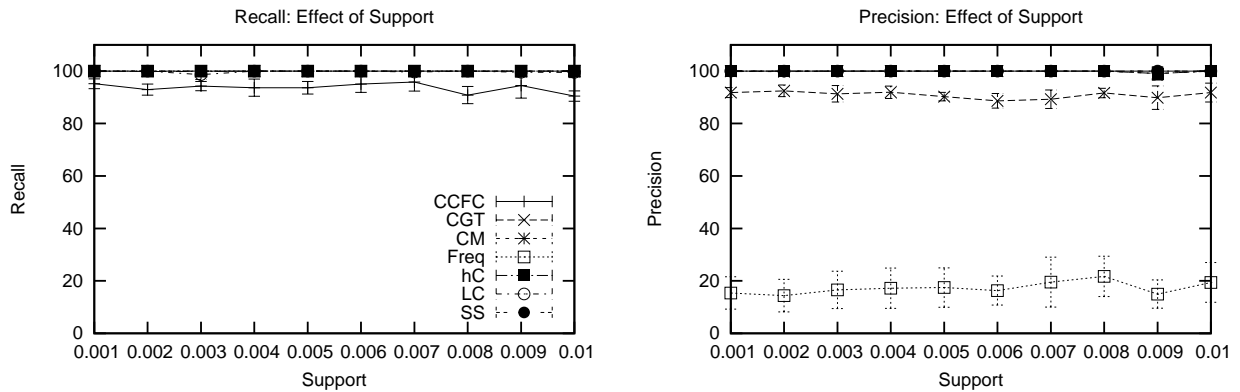 Recall: Effect of Support
100
80
60
40
20
0
Recall
CCFC
CGT
CM
Freq
hC
LC
SS
0.001 0.002 0.003 0.004 0.005 0.006 0.007 0.008 0.009 0.01
Support
Precision: Effect of Support
100
80
60
40
20
0
Precision
0.001 0.002 0.003 0.004 0.005 0.006 0.007 0.008 0.009 0.01
Support